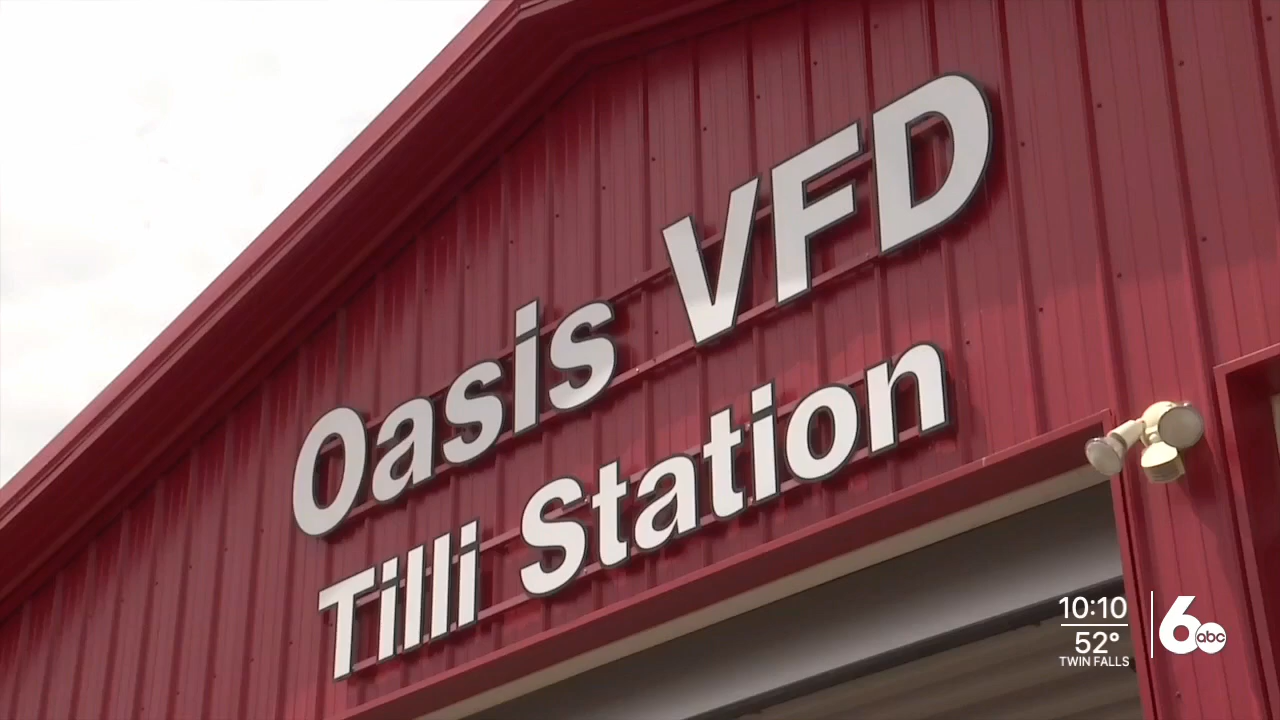 Oasis VFD
Tilli Station
10:10
52°
TWIN FALLS
6
abc